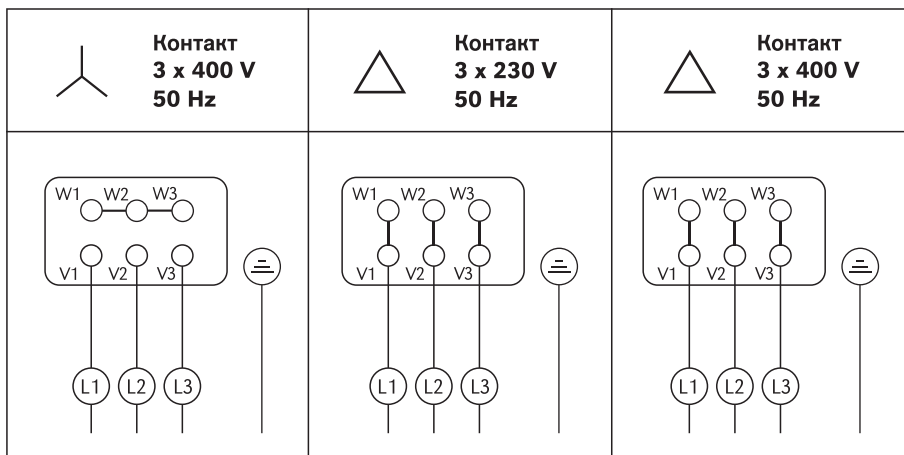 Контакт
3 x 400 V
50 Hz
Контакт
3 x 230 V
50 Hz
Контакт
3 x 400 V
50 Hz
W1 W2 W3
V1 V2 V3
L1 L2 L3
W1 W2 W3
V1 V2 V3
L1 L2 L3
W1 W2 W3
V1 V2 V3
L1 L2 L3